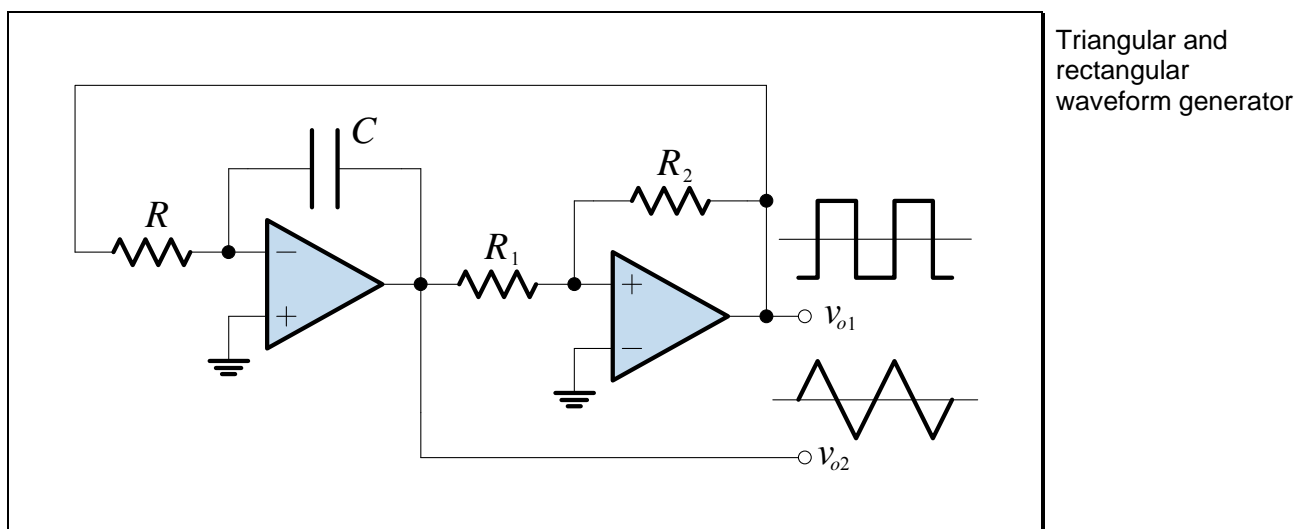 Triangular and
rectangular
waveform generator
C
R₂
R
R₁
−
+
+
−
vₒ₁
vₒ₂